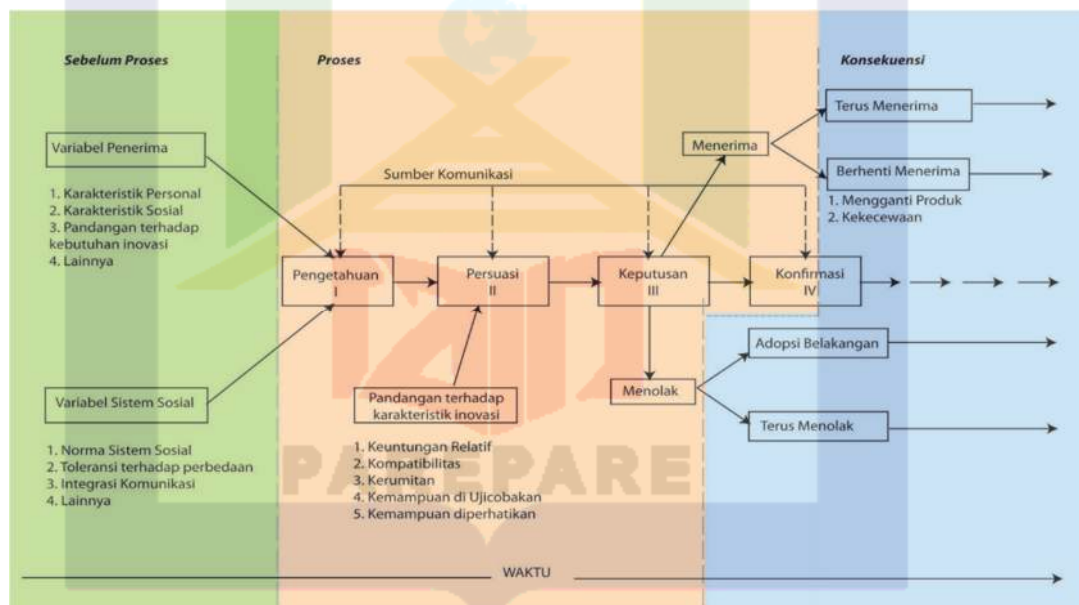 Sebelum Proses
Proses
Konsekuensi
Variabel Penerima
1. Karakteristik Personal
2. Karakteristik Sosial
3. Pandangan terhadap
kebutuhan inovasi
4. Lainnya
Variabel Sistem Sosial
1. Norma Sistem Sosial
2. Toleransi terhadap perbedaan
3. Integrasi Komunikasi
4. Lainnya
Sumber Komunikasi
Pengetahuan
I
Persuasi
II
Keputusan
III
Konfirmasi
IV
Pandangan terhadap
karakteristik inovasi
1. Keuntungan Relatif
2. Kompatibilitas
3. Kerumitan
4. Kemampuan di Ujicobakan
5. Kemampuan diperhatikan
Menerima
Menolak
Terus Menerima
Berhenti Menerima
1. Mengganti Produk
2. Kekecewaan
Adopsi Belakangan
Terus Menolak
PAREPARE
WAKTU